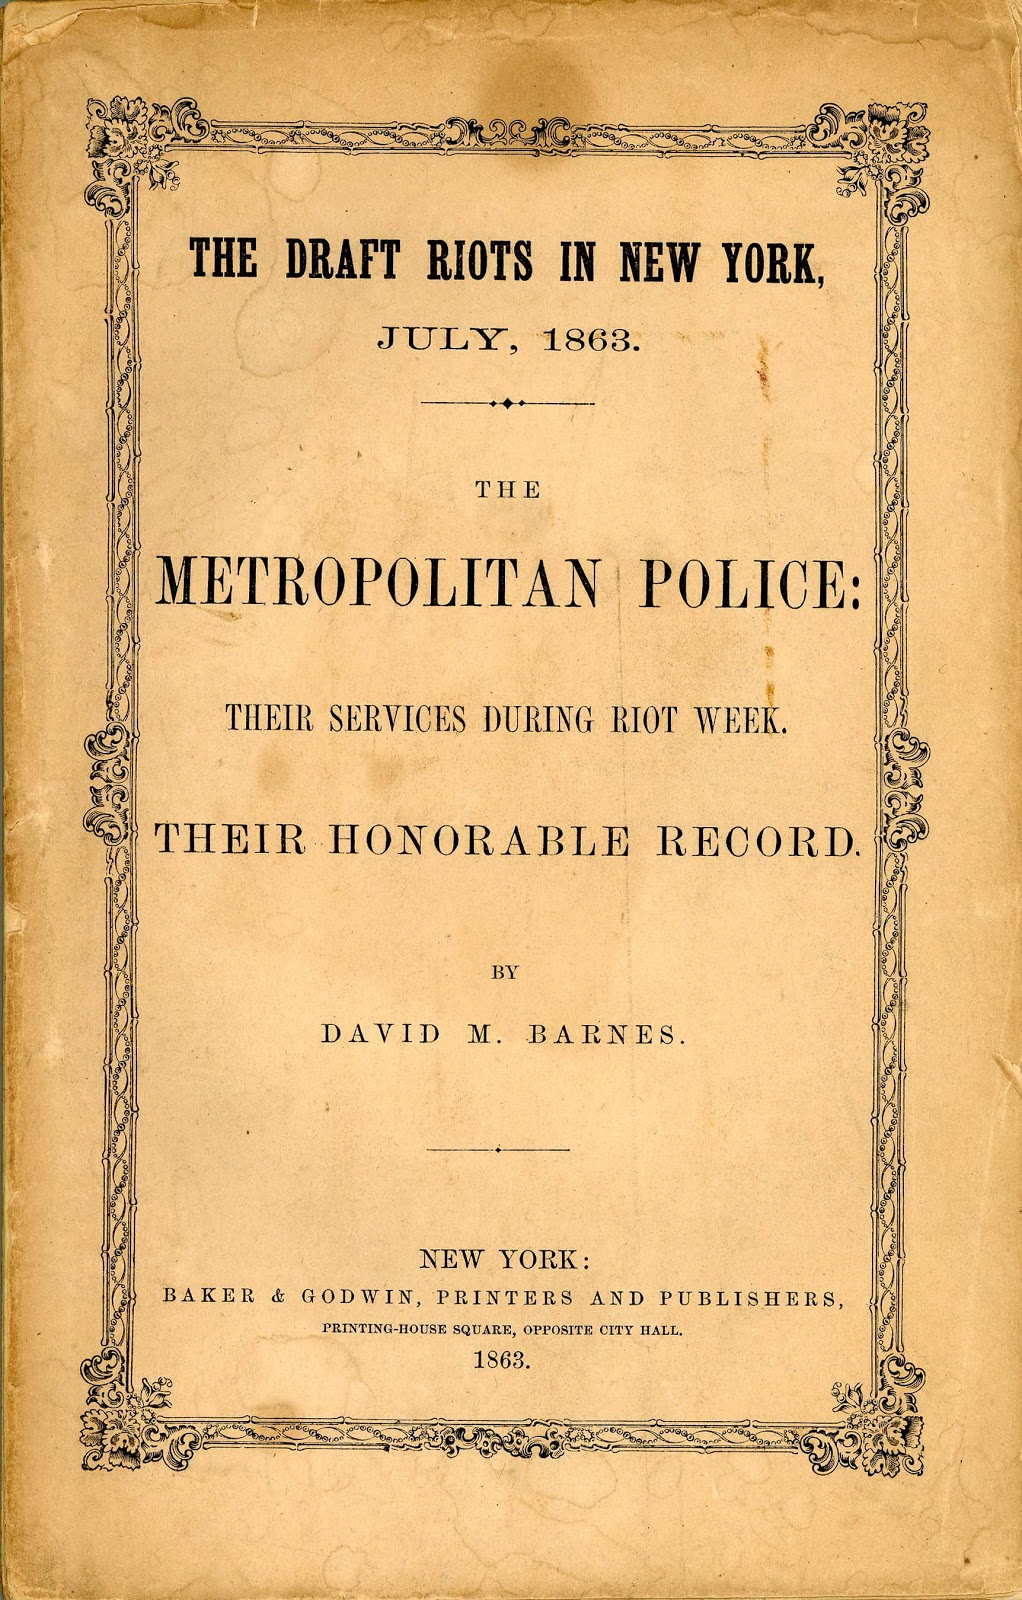 THE DRAFT RIOTS IN NEW YORK,
JULY, 1863.
THE
METROPOLITAN POLICE:
THEIR SERVICES DURING RIOT WEEK.
THEIR HONORABLE RECORD.
BY
DAVID M. BARNES.
NEW YORK:
BAKER & GODWIN, PRINTERS AND PUBLISHERS,
PRINTING-HOUSE SQUARE, OPPOSITE CITY HALL.
1863.